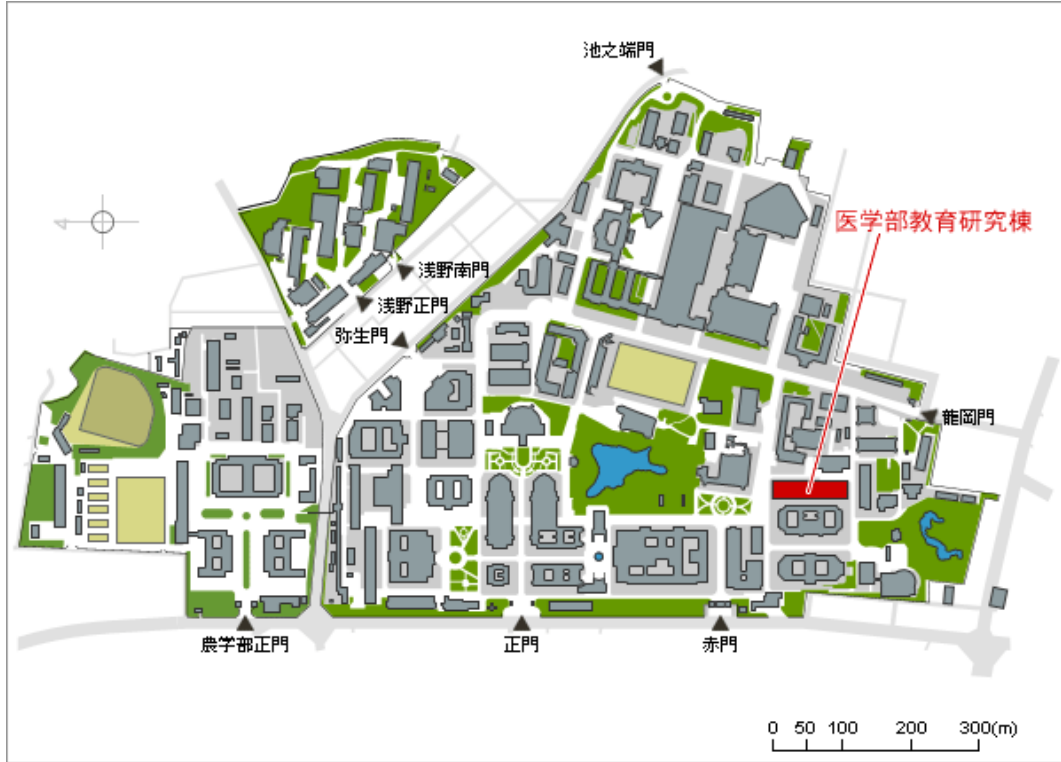 池之端門
医学部教育研究棟
浅野南門
浅野正門
弥生門
龍岡門
農学部正門
正門
赤門
0 50 100 200 300(m)